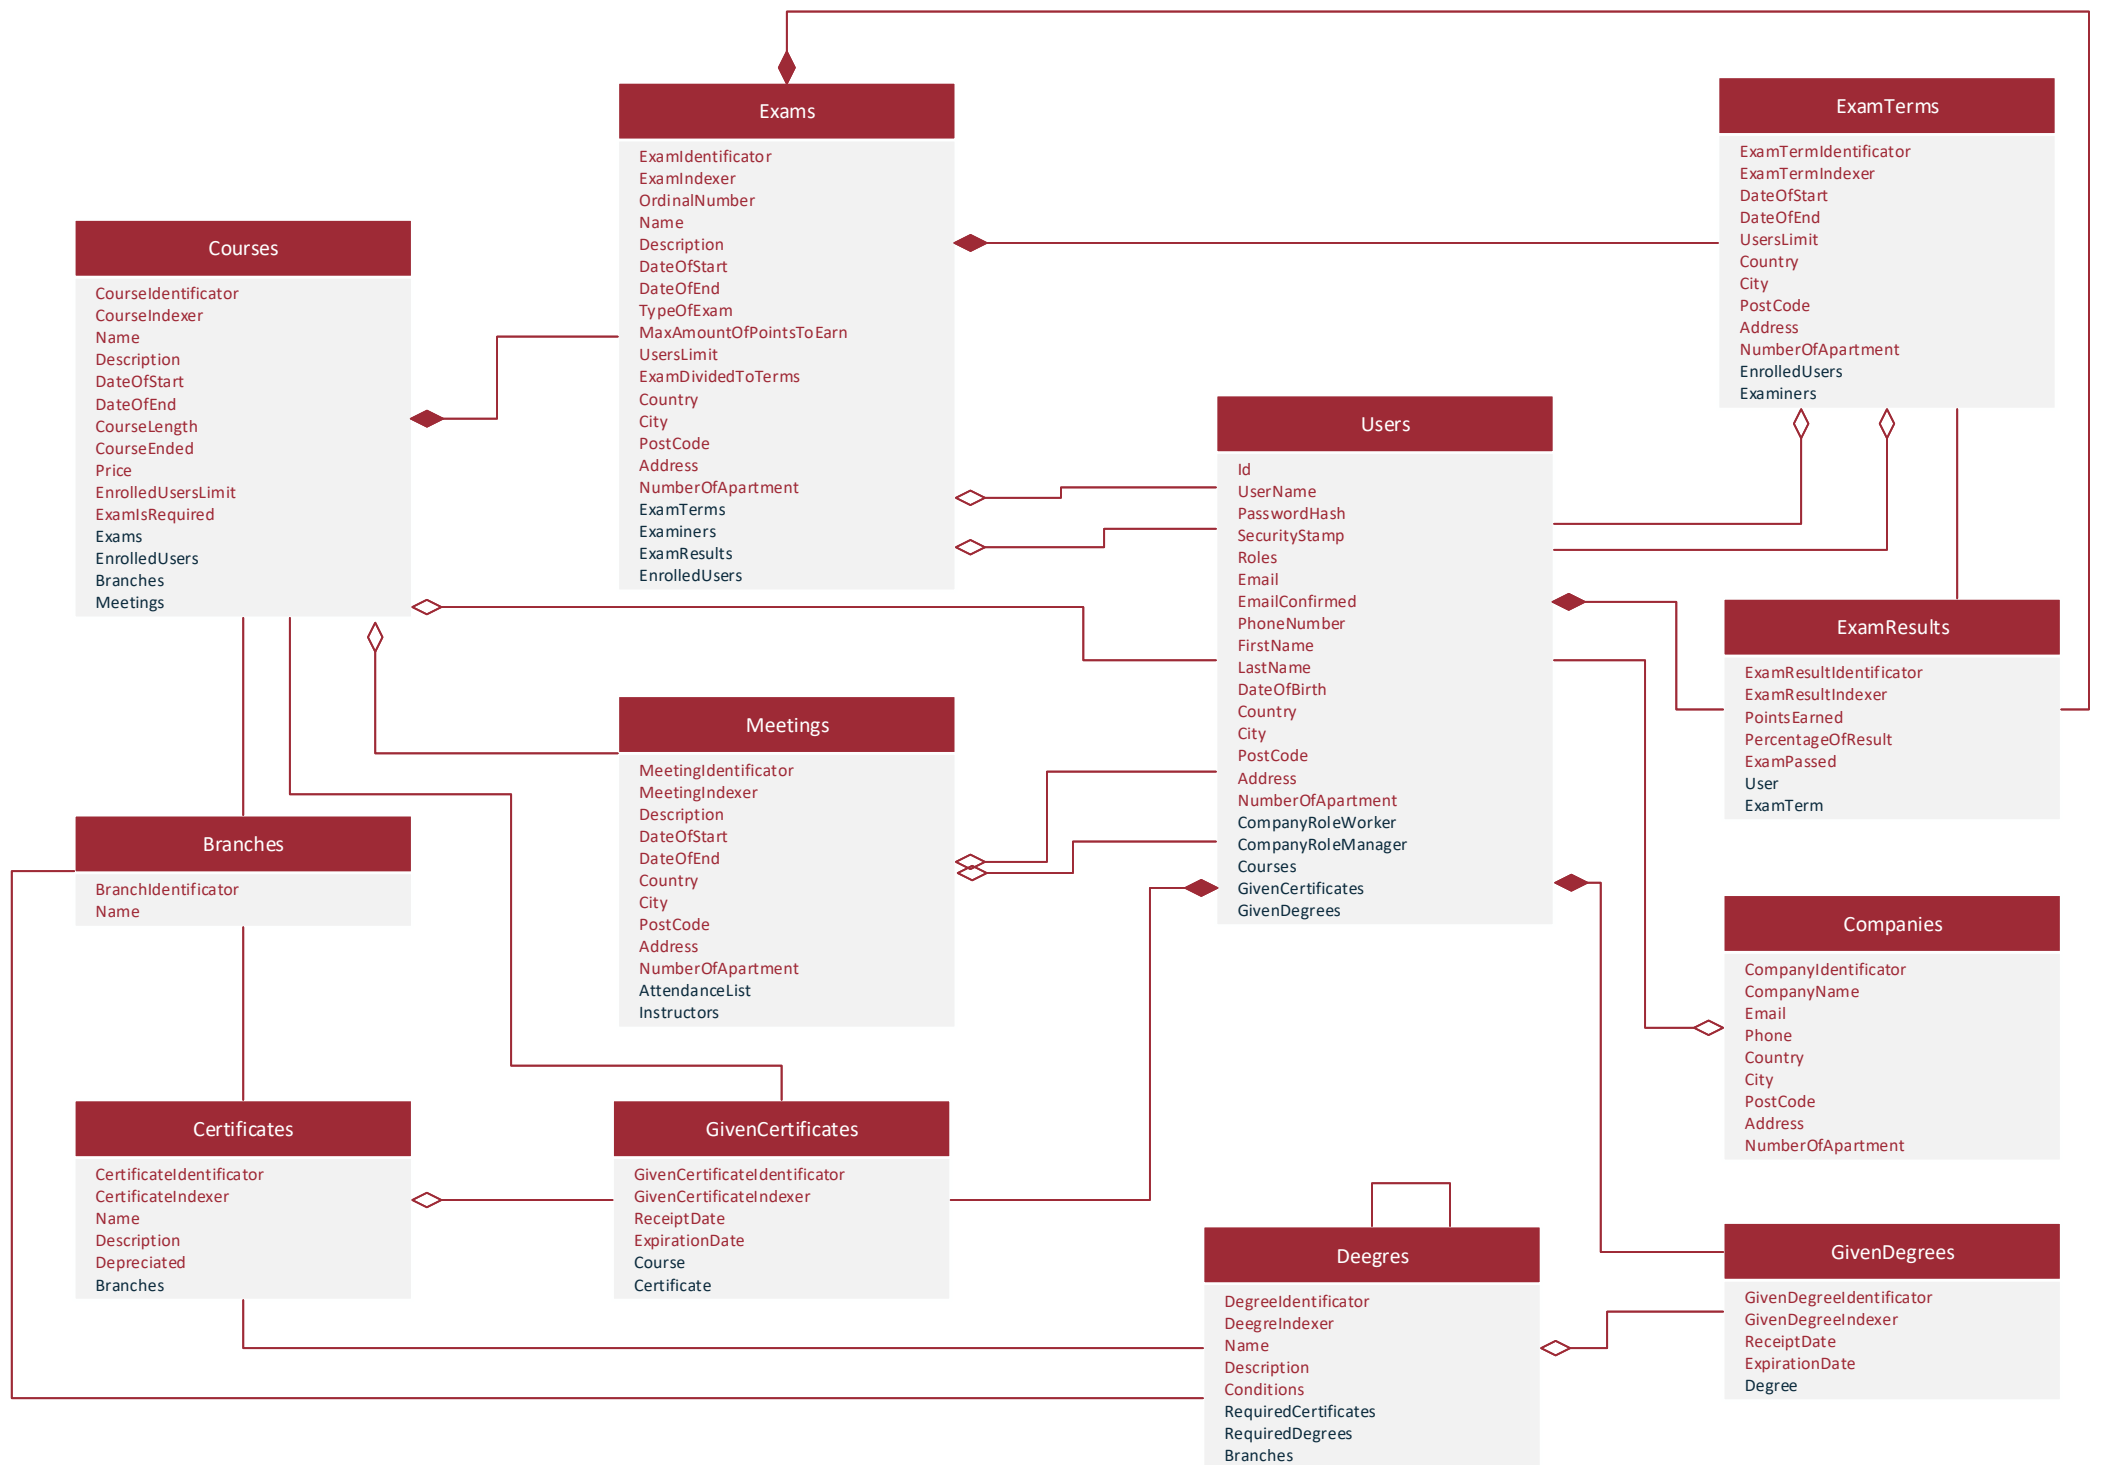 Exams
ExamIdentificator
ExamIndexer
OrdinalNumber
Name
Description
DateOfStart
DateOfEnd
TypeOfExam
MaxAmountOfPointsToEarn
UsersLimit
ExamDividedToTerms
Country
City
PostCode
Address
NumberOfApartment
ExamTerms
Examiners
ExamResults
EnrolledUsers
ExamTerms
ExamTermIdentificator
ExamTermIndexer
DateOfStart
DateOfEnd
UsersLimit
Country
City
PostCode
Address
NumberOfApartment
EnrolledUsers
Examiners
Courses
CourseIdentificator
CourseIndexer
Name
Description
DateOfStart
DateOfEnd
CourseLength
CourseEnded
Price
EnrolledUsersLimit
ExamIsRequired
Exams
EnrolledUsers
Branches
Meetings
Users
Id
UserName
PasswordHash
SecurityStamp
Roles
Email
EmailConfirmed
PhoneNumber
FirstName
LastName
DateOfBirth
Country
City
PostCode
Address
NumberOfApartment
CompanyRoleWorker
CompanyRoleManager
Courses
GivenCertificates
GivenDegrees
ExamResults
ExamResultIdentificator
ExamResultIndexer
PointsEarned
PercentageOfResult
ExamPassed
User
ExamTerm
Meetings
MeetingIdentificator
MeetingIndexer
Description
DateOfStart
DateOfEnd
Country
City
PostCode
Address
NumberOfApartment
AttendanceList
Instructors
Branches
BranchIdentificator
Name
Companies
CompanyIdentificator
CompanyName
Email
Phone
Country
City
PostCode
Address
NumberOfApartment
Certificates
CertificateIdentificator
CertificateIndexer
Name
Description
Depreciated
Branches
GivenCertificates
GivenCertificateIdentificator
GivenCertificateIndexer
ReceiptDate
ExpirationDate
Course
Certificate
Deegres
DegreeIdentificator
DeegreIndexer
Name
Description
Conditions
RequiredCertificates
RequiredDegrees
Branches
GivenDegrees
GivenDegreeIdentificator
GivenDegreeIndexer
ReceiptDate
ExpirationDate
Degree